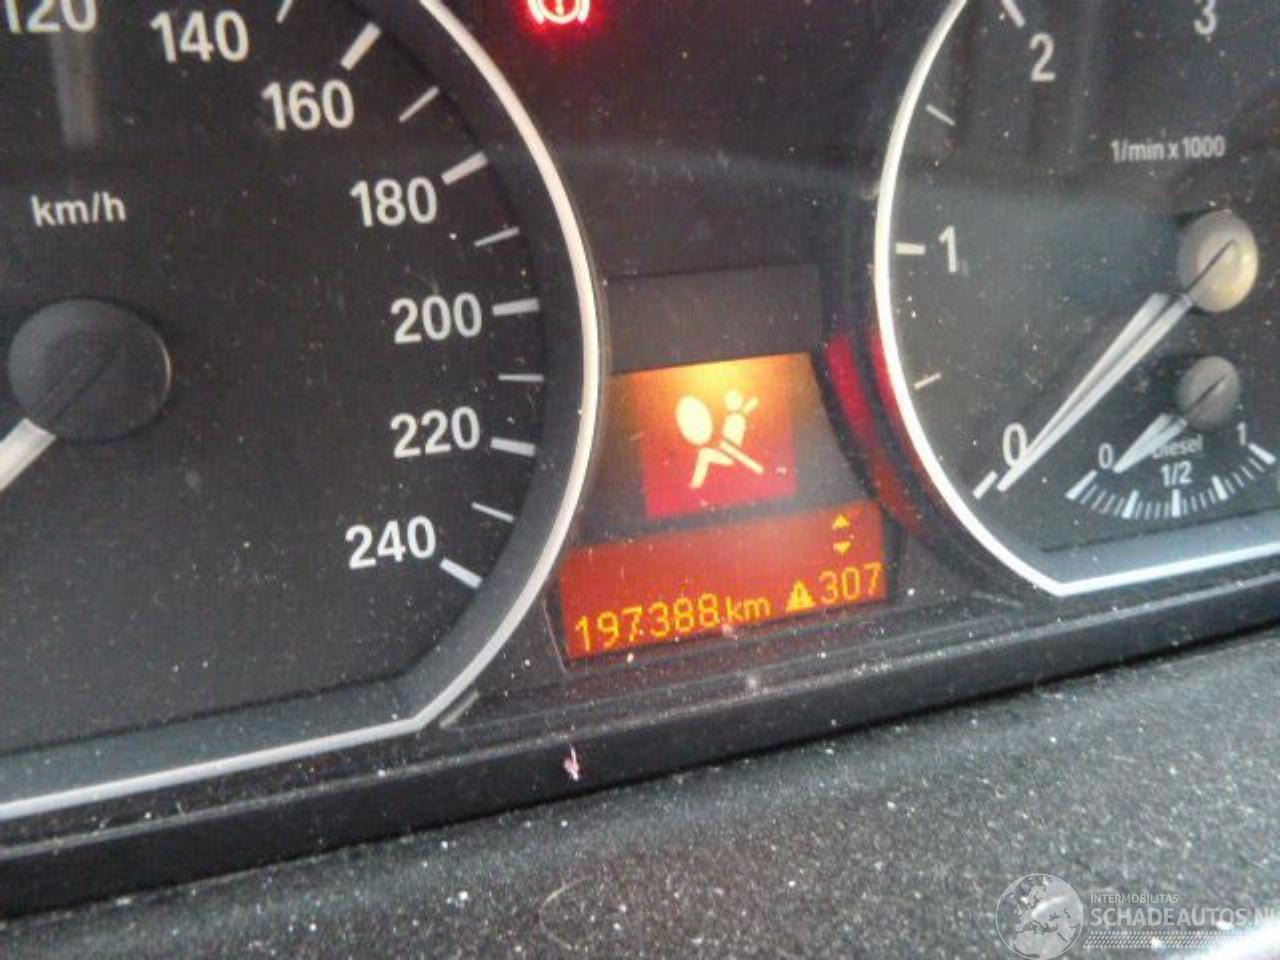 120
140
160
180
200
220
240
km/h
197388 km 307
0
1
2
3
1/min x 1000
0
1/2
1
Diesel
INTERMOBILITAS
SCHADEAUTOS.NL